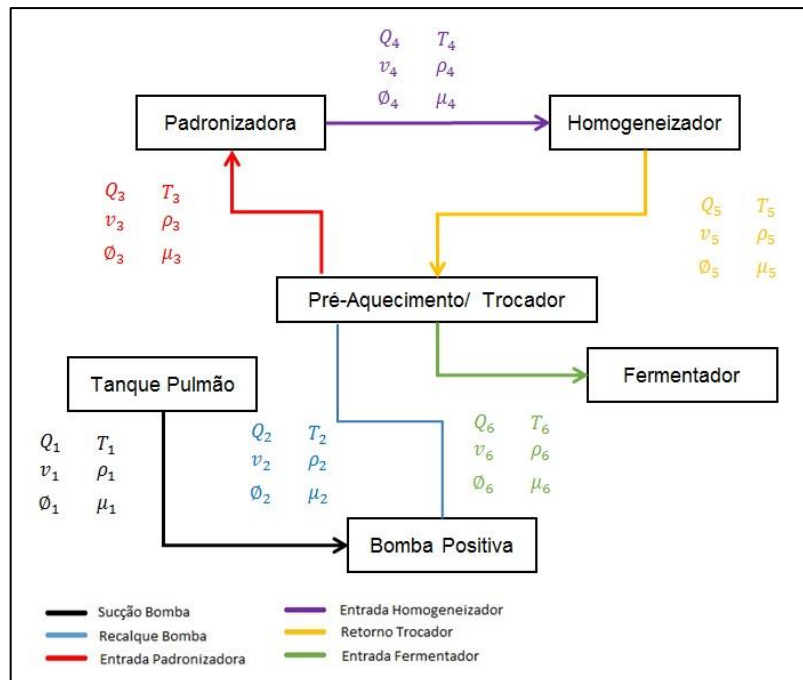 Q₄ T₄
v₄ ρ₄
Ø₄ μ₄
Padronizadora
Homogeneizador
Q₃ T₃
v₃ ρ₃
Ø₃ μ₃
Q₅ T₅
v₅ ρ₅
Ø₅ μ₅
Pré-Aquecimento/ Trocador
Tanque Pulmão
Fermentador
Q₁ T₁
v₁ ρ₁
Ø₁ μ₁
Q₂ T₂
v₂ ρ₂
Ø₂ μ₂
Q₆ T₆
v₆ ρ₆
Ø₆ μ₆
Bomba Positiva
Sucção Bomba
Recalque Bomba
Entrada Padronizadora
Entrada Homogeneizador
Retorno Trocador
Entrada Fermentador